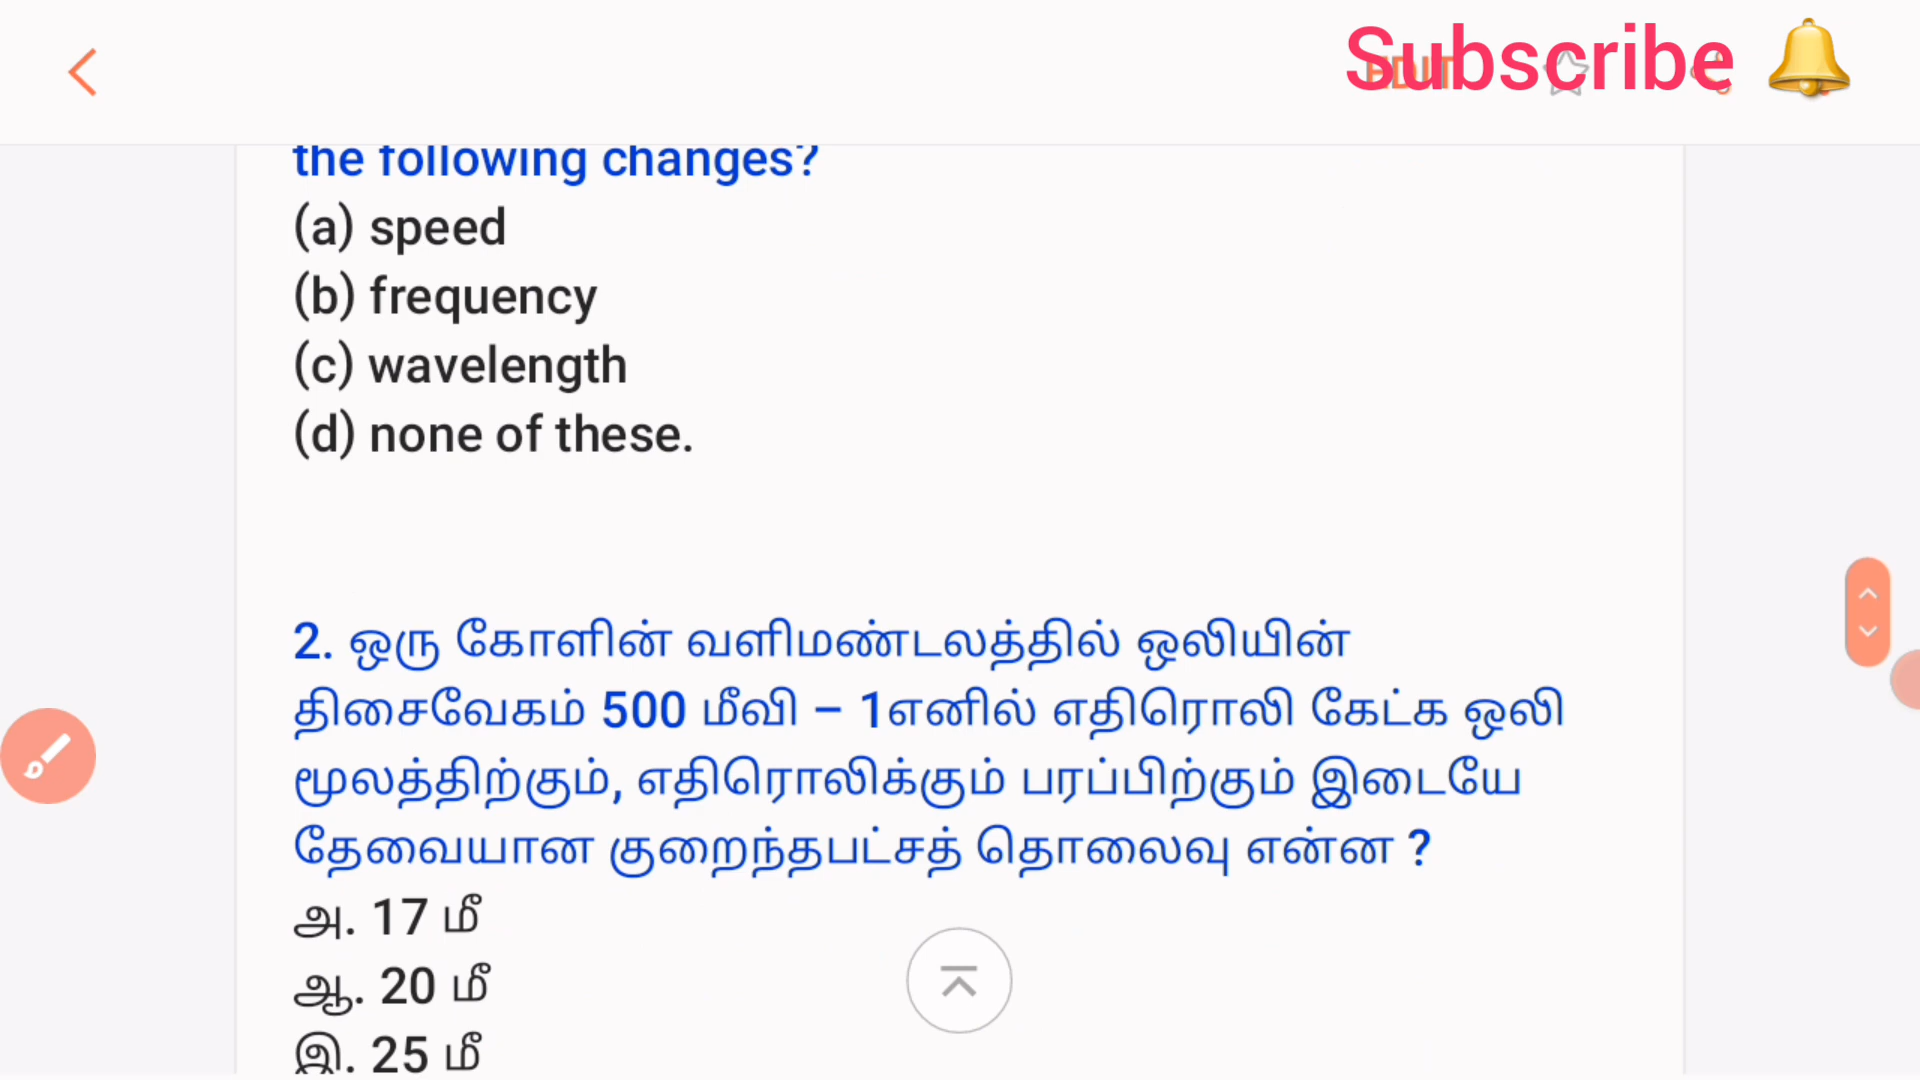 Subscribe 🔔
EDIT
the following changes?
(a) speed
(b) frequency
(c) wavelength
(d) none of these.
2. ஒரு கோளின் வளிமண்டலத்தில் ஒலியின்
திசைவேகம் 500 மீவி – 1எனில் எதிரொலி கேட்க ஒலி
மூலத்திற்கும், எதிரொலிக்கும் பரப்பிற்கும் இடையே
தேவையான குறைந்தபட்சத் தொலைவு என்ன ?
அ. 17 மீ
ஆ. 20 மீ
இ. 25 மீ